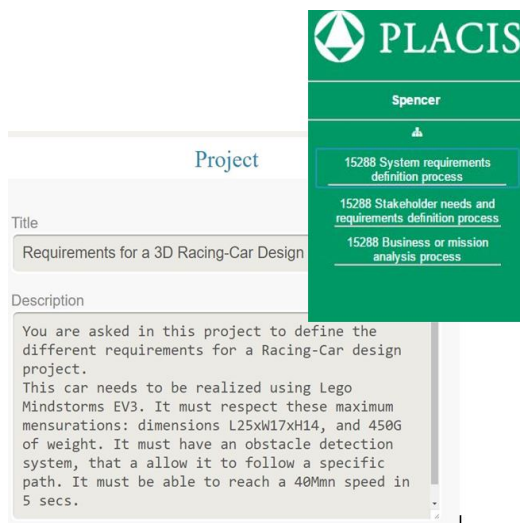 PLACIS
Spencer
15288 System requirements
definition process
15288 Stakeholder needs and
requirements definition process
15288 Business or mission
analysis process
Project
Title
Requirements for a 3D Racing-Car Design
Description
You are asked in this project to define the
different requirements for a Racing-Car design
project.
This car needs to be realized using Lego
Mindstorms EV3. It must respect these maximum
mensurations: dimensions L25xW17xH14, and 450G
of weight. It must have an obstacle detection
system, that a allow it to follow a specific
path. It must be able to reach a 40Mmn speed in
5 secs.